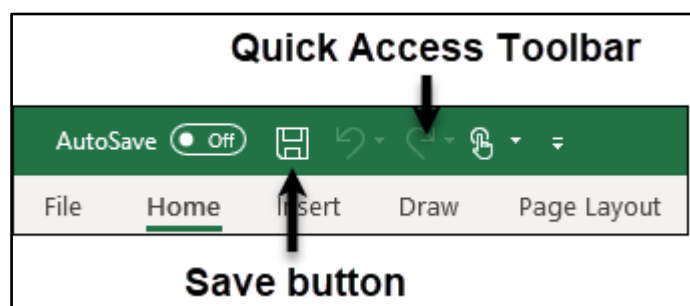 Quick Access Toolbar
AutoSave Off
File Home Insert Draw Page Layout
Save button